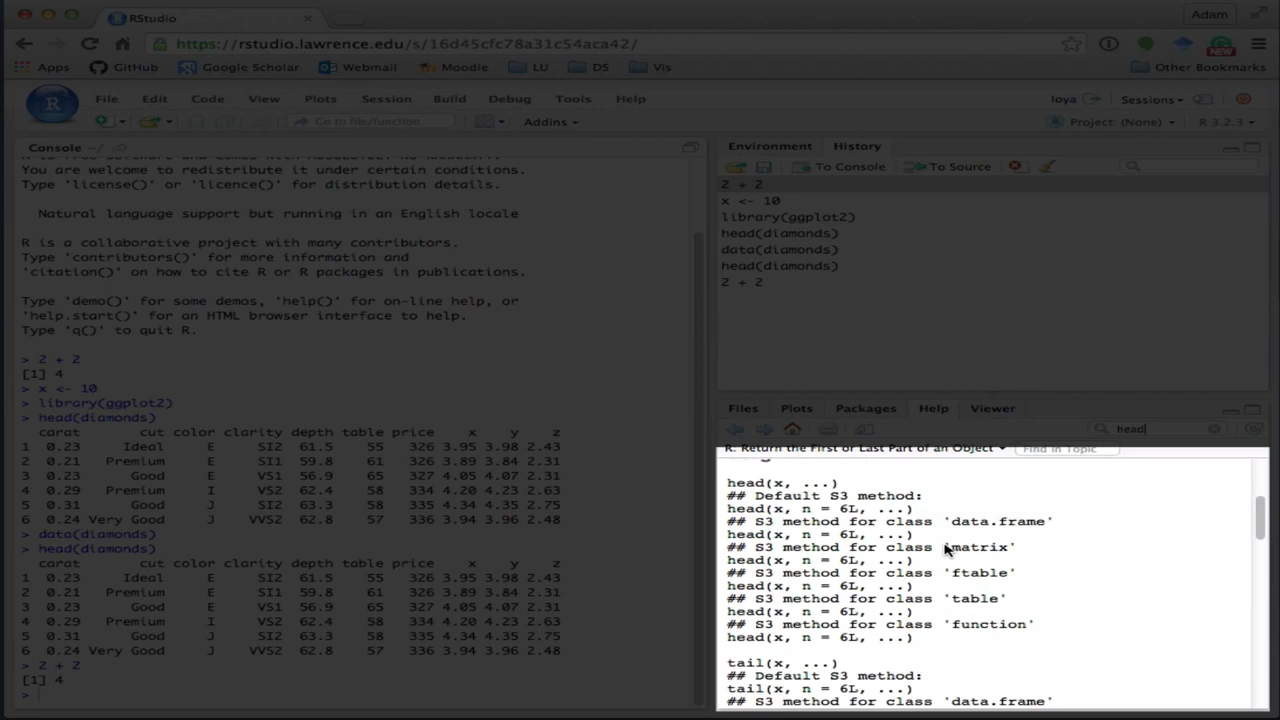 RStudio
Adam
https://rstudio.lawrence.edu/s/16d45cfc78a31c54aca42/
NEW
Apps GitHub Google Scholar Webmail Moodle LU DS Vis Other Bookmarks
R File Edit Code View Plots Session Build Debug Tools Help loya Sessions
Go to file/function Addins Project: (None) R 3.2.3
Console ~/
You are welcome to redistribute it under certain conditions.
Type 'license()' or 'licence()' for distribution details.
Natural language support but running in an English locale
R is a collaborative project with many contributors.
Type 'contributors()' for more information and
'citation()' on how to cite R or R packages in publications.
Type 'demo()' for some demos, 'help()' for on-line help, or
'help.start()' for an HTML browser interface to help.
Type 'q()' to quit R.
> 2 + 2
[1] 4
> x <- 10
> library(ggplot2)
> head(diamonds)
carat cut color clarity depth table price x y z
1 0.23 Ideal E SI2 61.5 55 326 3.95 3.98 2.43
2 0.21 Premium E SI1 59.8 61 326 3.89 3.84 2.31
3 0.23 Good E VS1 56.9 65 327 4.05 4.07 2.31
4 0.29 Premium I VS2 62.4 58 334 4.20 4.23 2.63
5 0.31 Good J SI2 63.3 58 335 4.34 4.35 2.75
6 0.24 Very Good J VVS2 62.8 57 336 3.94 3.96 2.48
> data(diamonds)
> head(diamonds)
carat cut color clarity depth table price x y z
1 0.23 Ideal E SI2 61.5 55 326 3.95 3.98 2.43
2 0.21 Premium E SI1 59.8 61 326 3.89 3.84 2.31
3 0.23 Good E VS1 56.9 65 327 4.05 4.07 2.31
4 0.29 Premium I VS2 62.4 58 334 4.20 4.23 2.63
5 0.31 Good J SI2 63.3 58 335 4.34 4.35 2.75
6 0.24 Very Good J VVS2 62.8 57 336 3.94 3.96 2.48
> 2 + 2
[1] 4
>
Environment History
To Console To Source
2 + 2
x <- 10
library(ggplot2)
head(diamonds)
data(diamonds)
head(diamonds)
2 + 2
Files Plots Packages Help Viewer
head
R: Return the First or Last Part of an Object Find in Topic
head(x, ...)
## Default S3 method:
head(x, n = 6L, ...)
## S3 method for class 'data.frame'
head(x, n = 6L, ...)
## S3 method for class 'matrix'
head(x, n = 6L, ...)
## S3 method for class 'ftable'
head(x, n = 6L, ...)
## S3 method for class 'table'
head(x, n = 6L, ...)
## S3 method for class 'function'
head(x, n = 6L, ...)
tail(x, ...)
## Default S3 method:
tail(x, n = 6L, ...)
## S3 method for class 'data.frame'